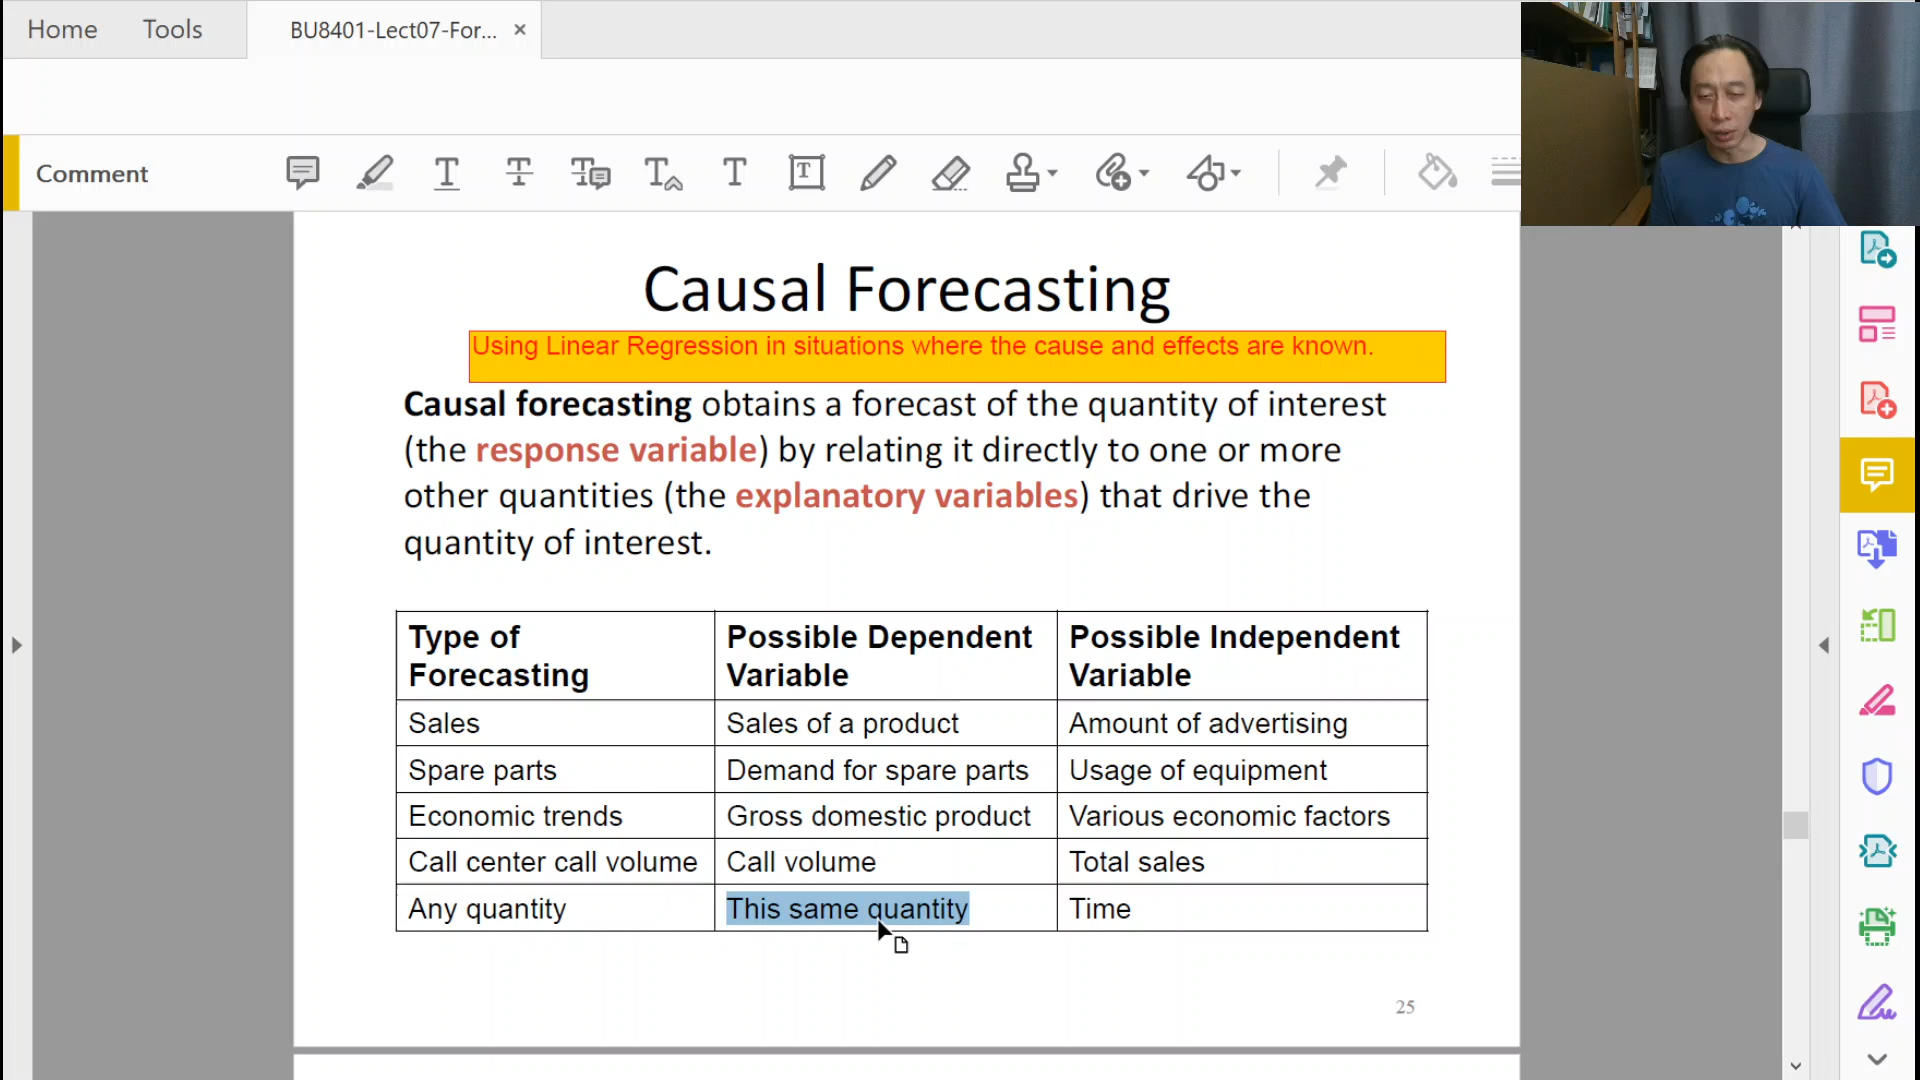 Home
Tools
BU8401-Lect07-For...
Comment
Causal Forecasting
Using Linear Regression in situations where the cause and effects are known.
Causal forecasting obtains a forecast of the quantity of interest
(the response variable) by relating it directly to one or more
other quantities (the explanatory variables) that drive the
quantity of interest.
Type of Forecasting
Possible Dependent Variable
Possible Independent Variable
Sales
Sales of a product
Amount of advertising
Spare parts
Demand for spare parts
Usage of equipment
Economic trends
Gross domestic product
Various economic factors
Call center call volume
Call volume
Total sales
Any quantity
This same quantity
Time
25